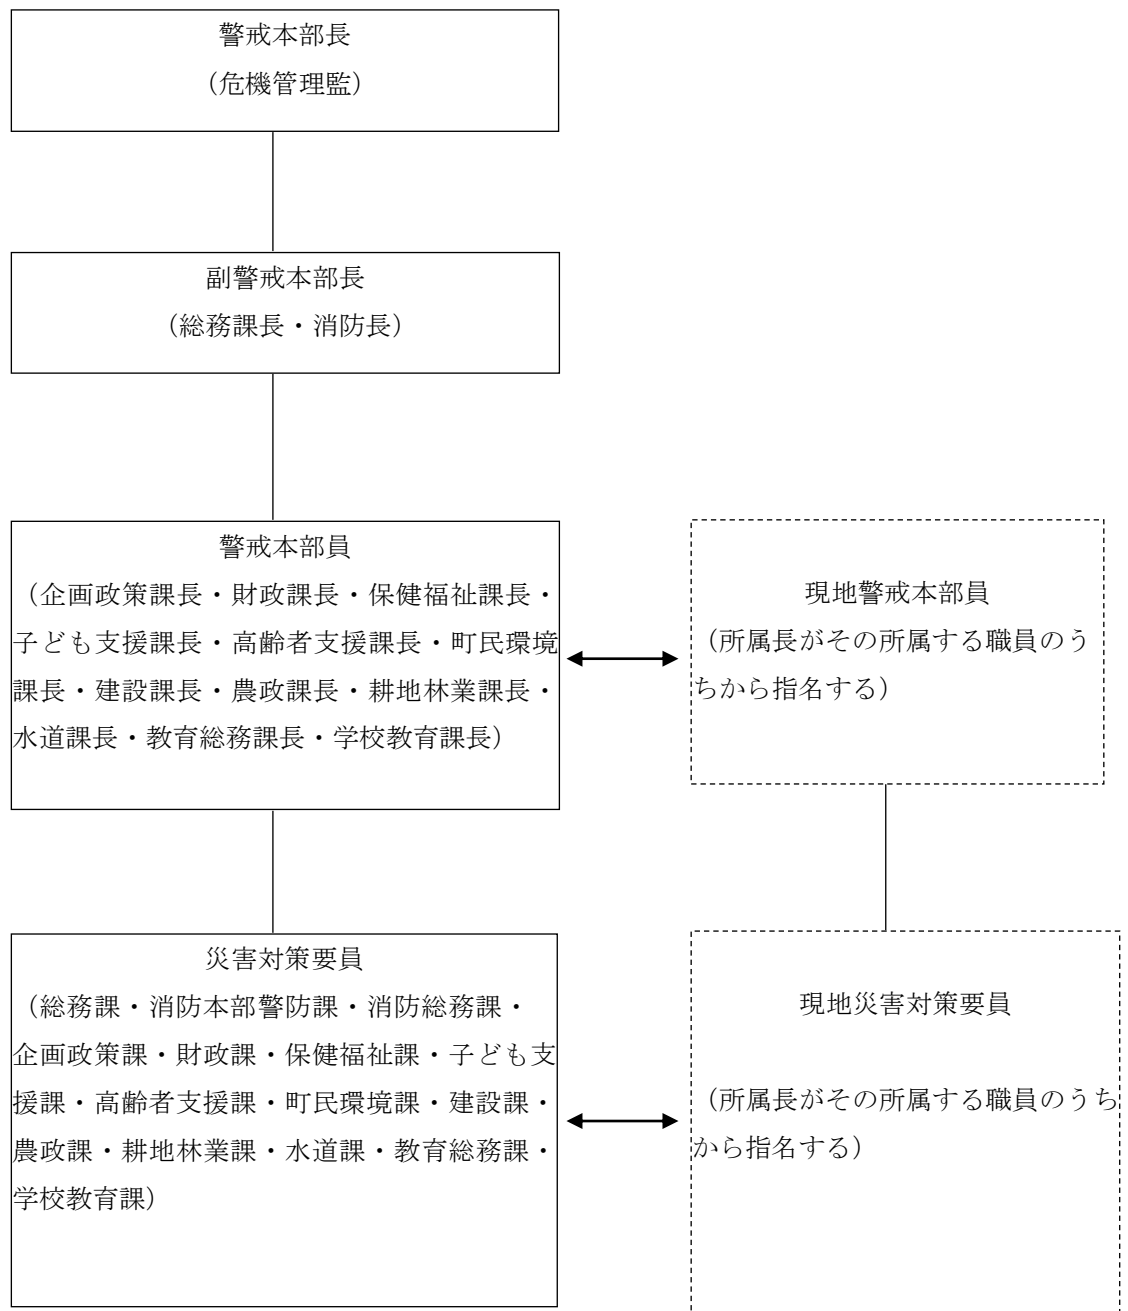 警戒本部長
（危機管理監）
副警戒本部長
（総務課長・消防長）
警戒本部員
（企画政策課長・財政課長・保健福祉課長・
子ども支援課長・高齢者支援課長・町民環境
課長・建設課長・農政課長・耕地林業課長・
水道課長・教育総務課長・学校教育課長）
現地警戒本部員
（所属長がその所属する職員のう
ちから指名する）
災害対策要員
（総務課・消防本部警防課・消防総務課・
企画政策課・財政課・保健福祉課・子ども支
援課・高齢者支援課・町民環境課・建設課・
農政課・耕地林業課・水道課・教育総務課・
学校教育課）
現地災害対策要員
（所属長がその所属する職員のうち
から指名する）